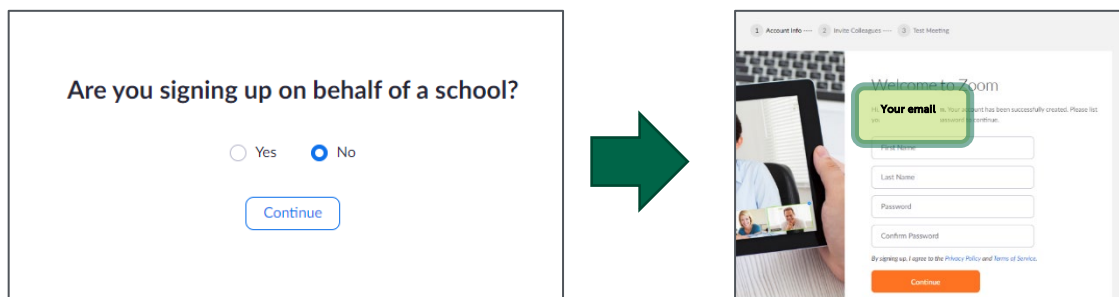 Are you signing up on behalf of a school?
Yes No
Continue
1 Account Info 2 Invite Colleagues 3 Test Meeting
Welcome to Zoom
Your email
Your account has been successfully created. Please list
to continue.
First Name
Last Name
Password
Confirm Password
By signing up, I agree to the Privacy Policy and Terms of Service.
Continue